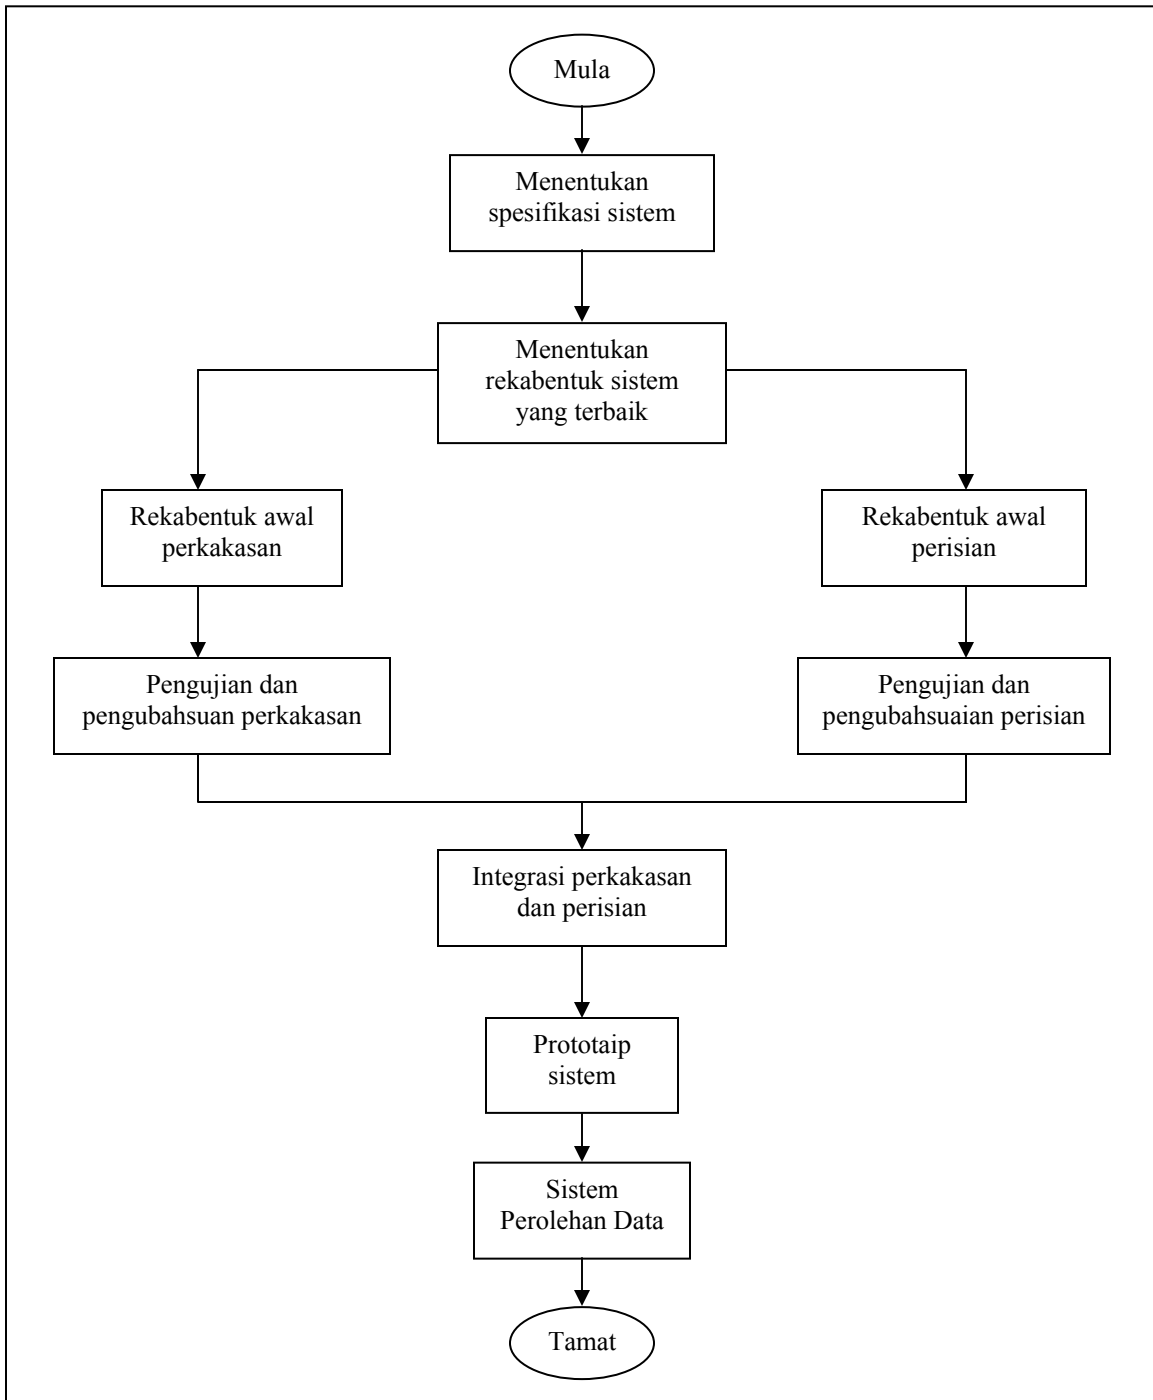 Mula
Menentukan
spesifikasi sistem
Menentukan
rekabentuk sistem
yang terbaik
Rekabentuk awal
perkakasan
Rekabentuk awal
perisian
Pengujian dan
pengubahsuan perkakasan
Pengujian dan
pengubahsuaian perisian
Integrasi perkakasan
dan perisian
Prototaip
sistem
Sistem
Perolehan Data
Tamat